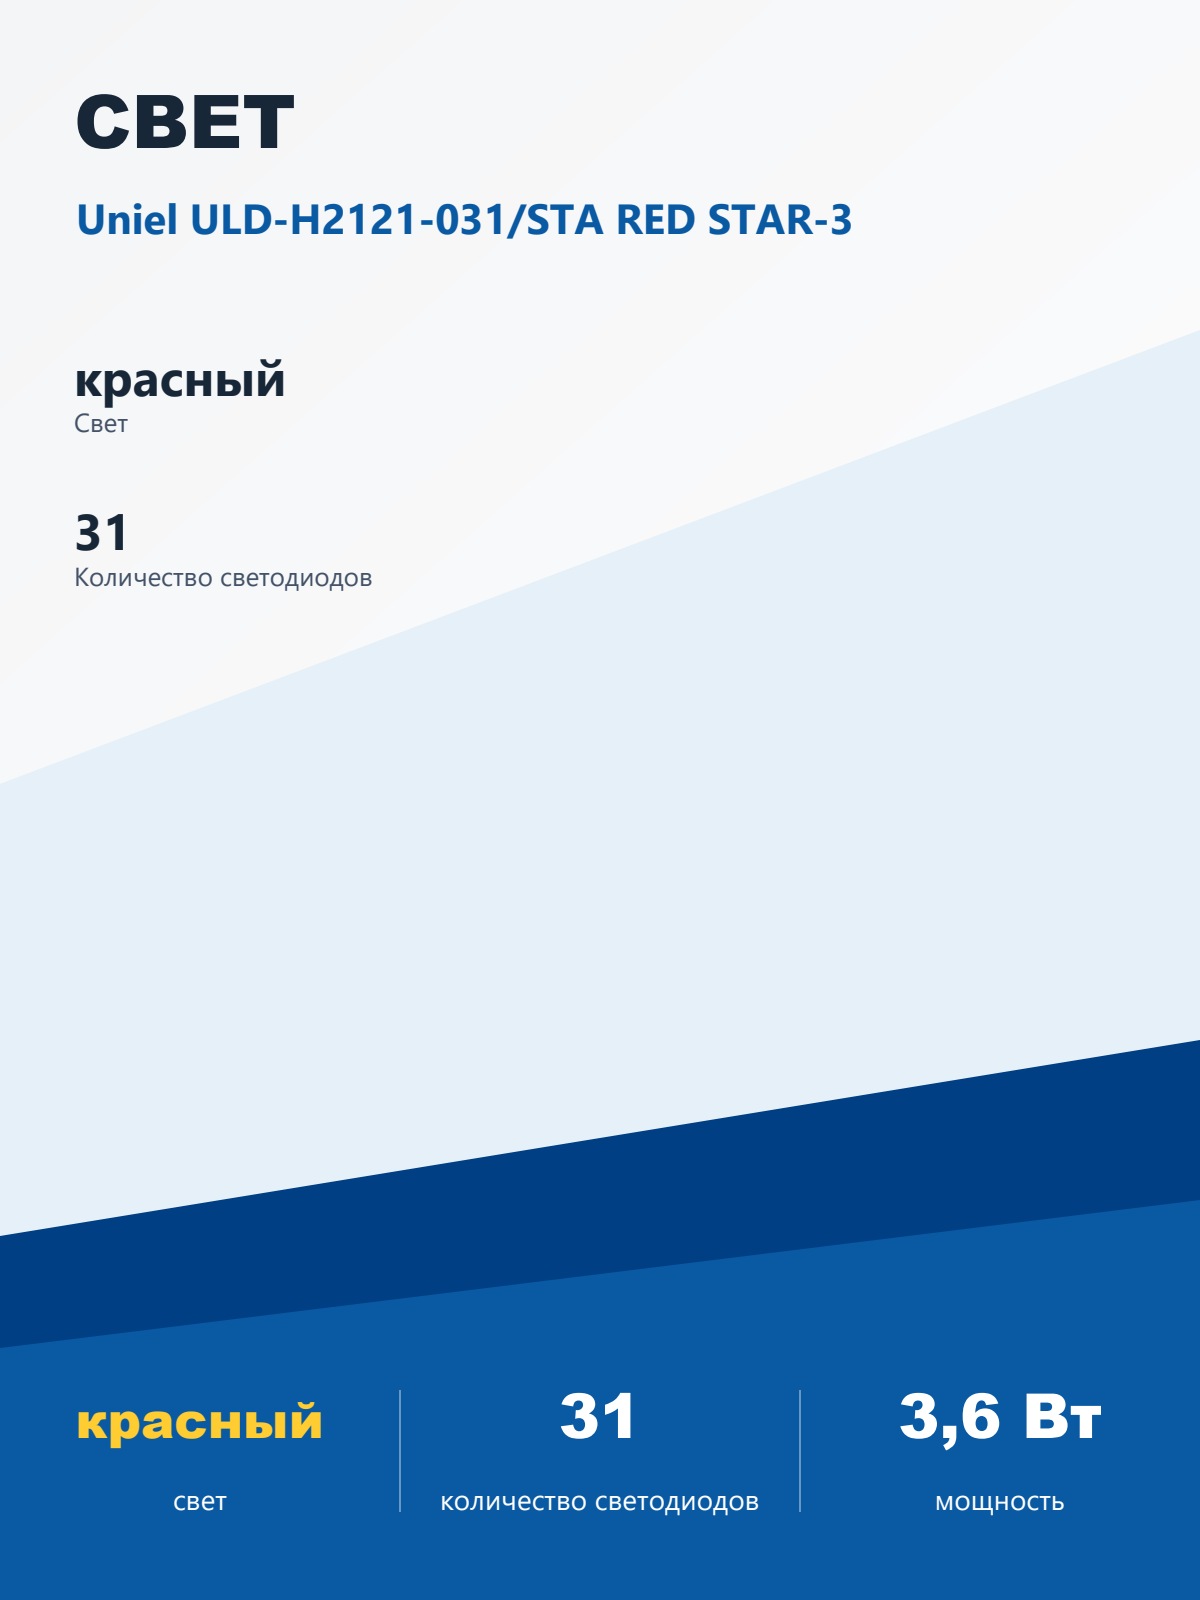 СВЕТ
Uniel ULD-H2121-031/STA RED STAR-3
красный
Свет
31
Количество светодиодов
красный
свет
31
количество светодиодов
3,6 Вт
мощность